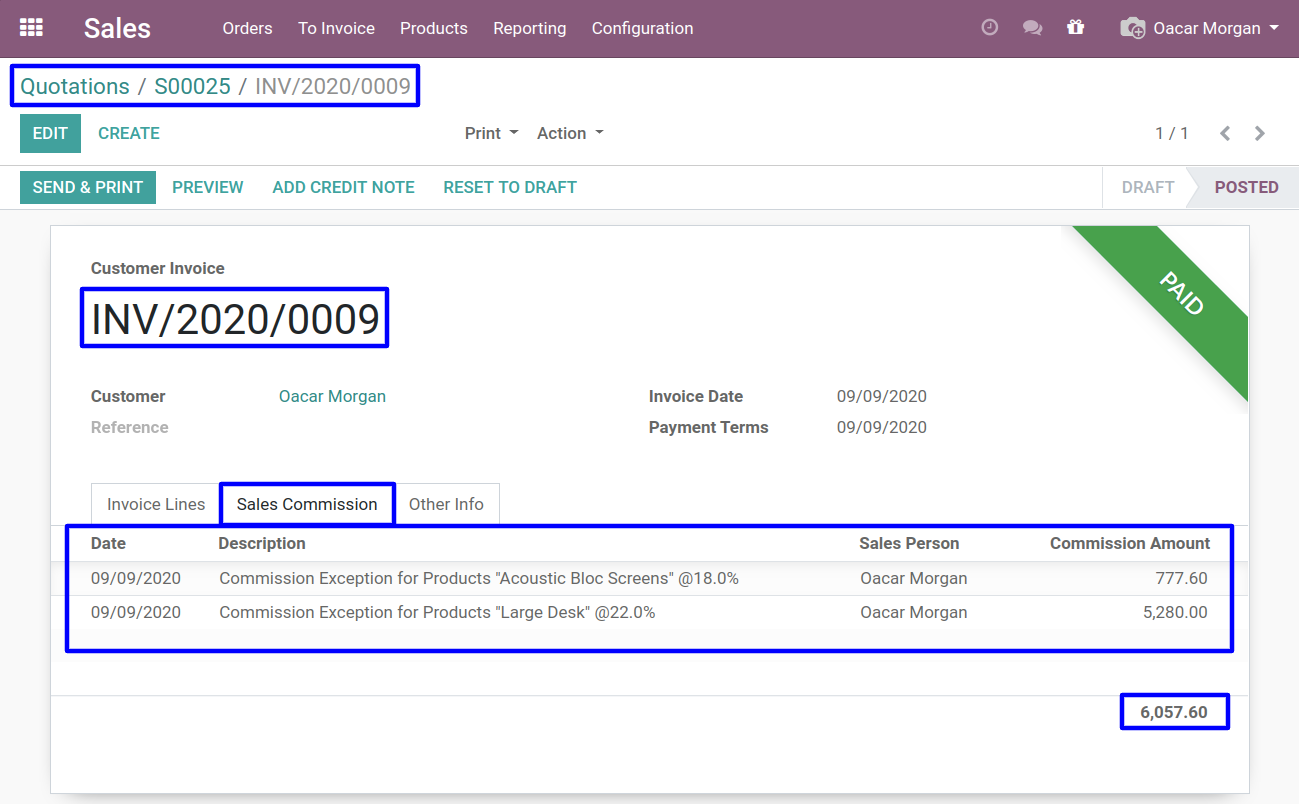 Sales Orders To Invoice Products Reporting Configuration Oacar Morgan
Quotations / S00025 / INV/2020/0009
EDIT CREATE Print Action 1 / 1
SEND & PRINT PREVIEW ADD CREDIT NOTE RESET TO DRAFT DRAFT POSTED
Customer Invoice
PAID
INV/2020/0009
Customer Oacar Morgan Invoice Date 09/09/2020
Reference Payment Terms 09/09/2020
Invoice Lines Sales Commission Other Info
Date Description Sales Person Commission Amount
09/09/2020 Commission Exception for Products "Acoustic Bloc Screens" @18.0% Oacar Morgan 777.60
09/09/2020 Commission Exception for Products "Large Desk" @22.0% Oacar Morgan 5,280.00
6,057.60